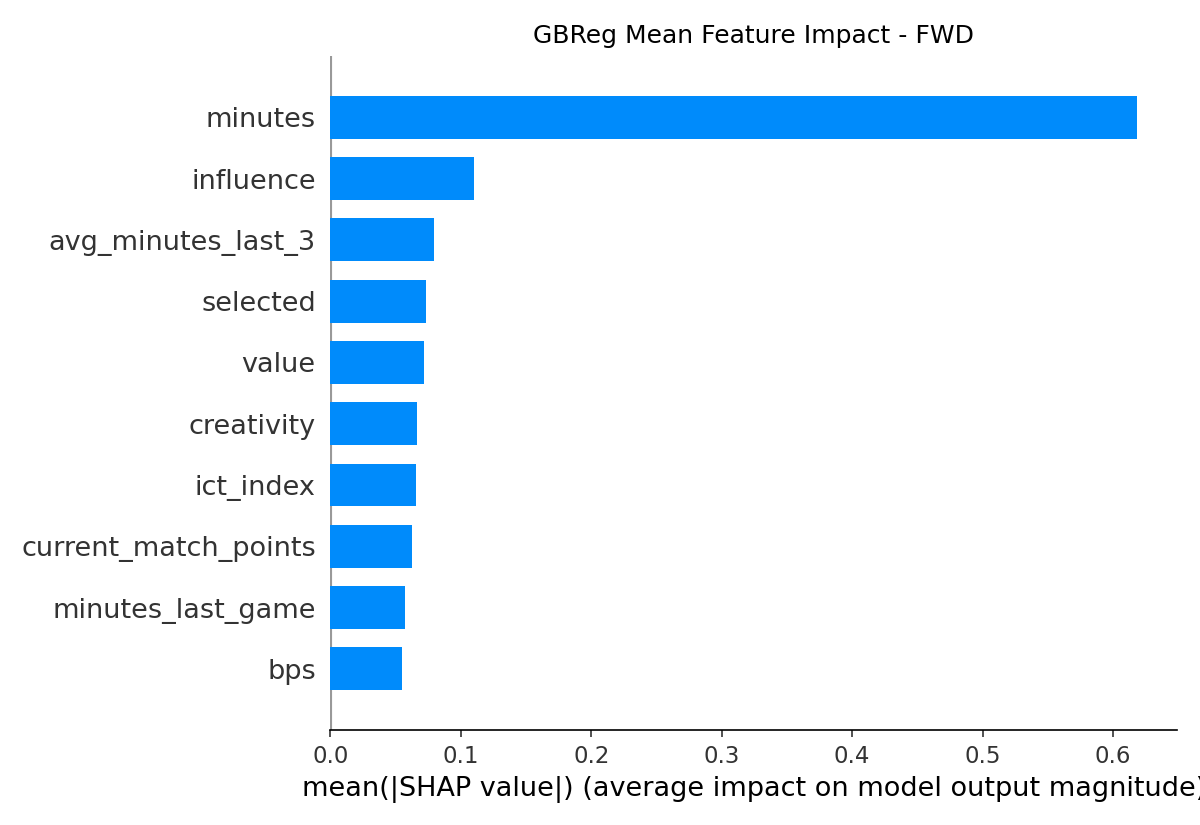 GBReg Mean Feature Impact - FWD
minutes
influence
avg_minutes_last_3
selected
value
creativity
ict_index
current_match_points
minutes_last_game
bps
0.0 0.1 0.2 0.3 0.4 0.5 0.6
mean(|SHAP value|) (average impact on model output magnitude)